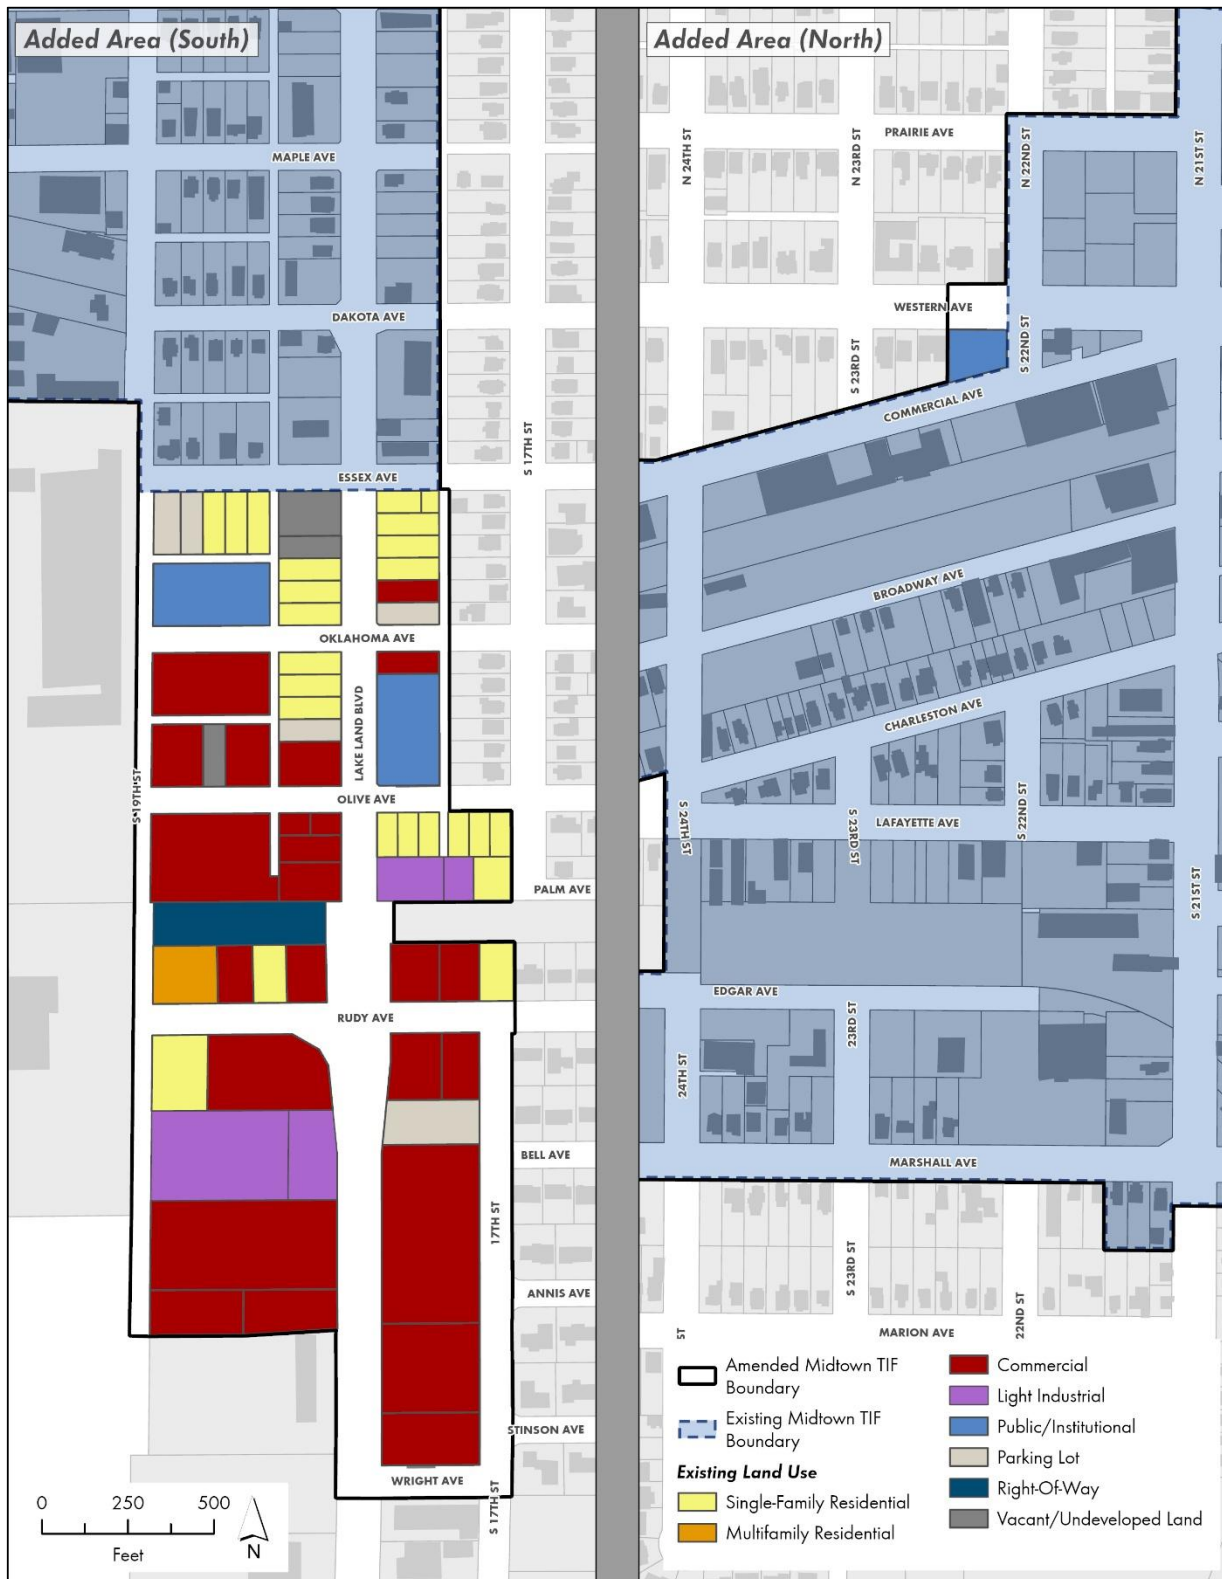 Added Area (South)
MAPLE AVE
DAKOTA AVE
S 17TH ST
ESSEX AVE
OKLAHOMA AVE
LAKE LAND BLVD
S 19TH ST
OLIVE AVE
PALM AVE
RUDY AVE
BELL AVE
17TH ST
ANNIS AVE
STINSON AVE
WRIGHT AVE
S 17TH ST
0 250 500
Feet
N
Added Area (North)
PRAIRIE AVE
N 24TH ST
N 23RD ST
N 22ND ST
N 21ST ST
WESTERN AVE
S 23RD ST
S 22ND ST
COMMERCIAL AVE
BROADWAY AVE
CHARLESTON AVE
S 24TH ST
S 23RD ST
LAFAYETTE AVE
S 22ND ST
S 21ST ST
EDGAR AVE
24TH ST
23RD ST
MARSHALL AVE
S 23RD ST
22ND ST
MARION AVE
ST
Amended Midtown TIF
Boundary
Existing Midtown TIF
Boundary
Existing Land Use
Single-Family Residential
Multifamily Residential
Commercial
Light Industrial
Public/Institutional
Parking Lot
Right-Of-Way
Vacant/Undeveloped Land